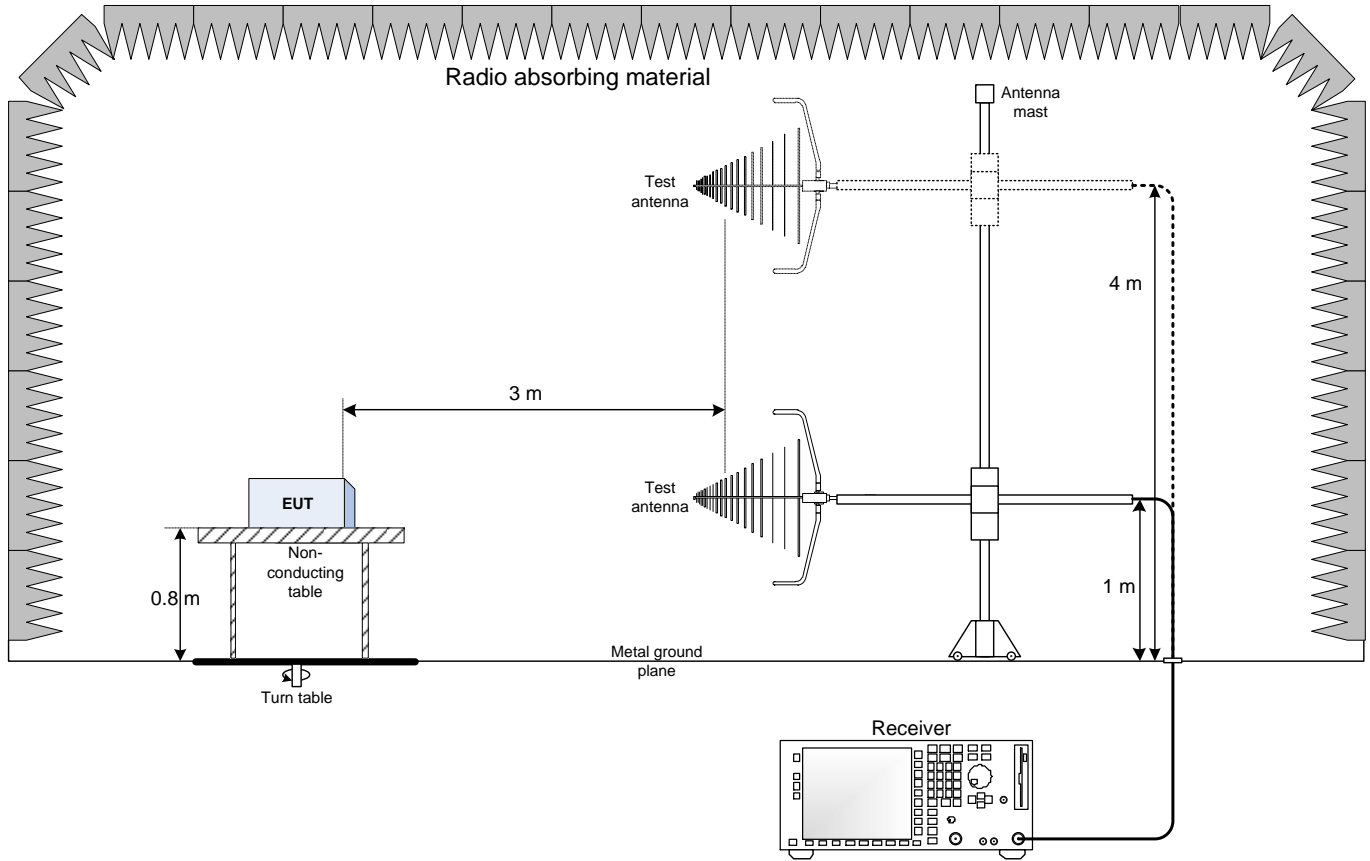 Radio absorbing material
Antenna
mast
Test
antenna
4 m
3 m
Test
antenna
EUT
Non-
conducting
table
0.8 m
1 m
Metal ground
plane
Turn table
Receiver